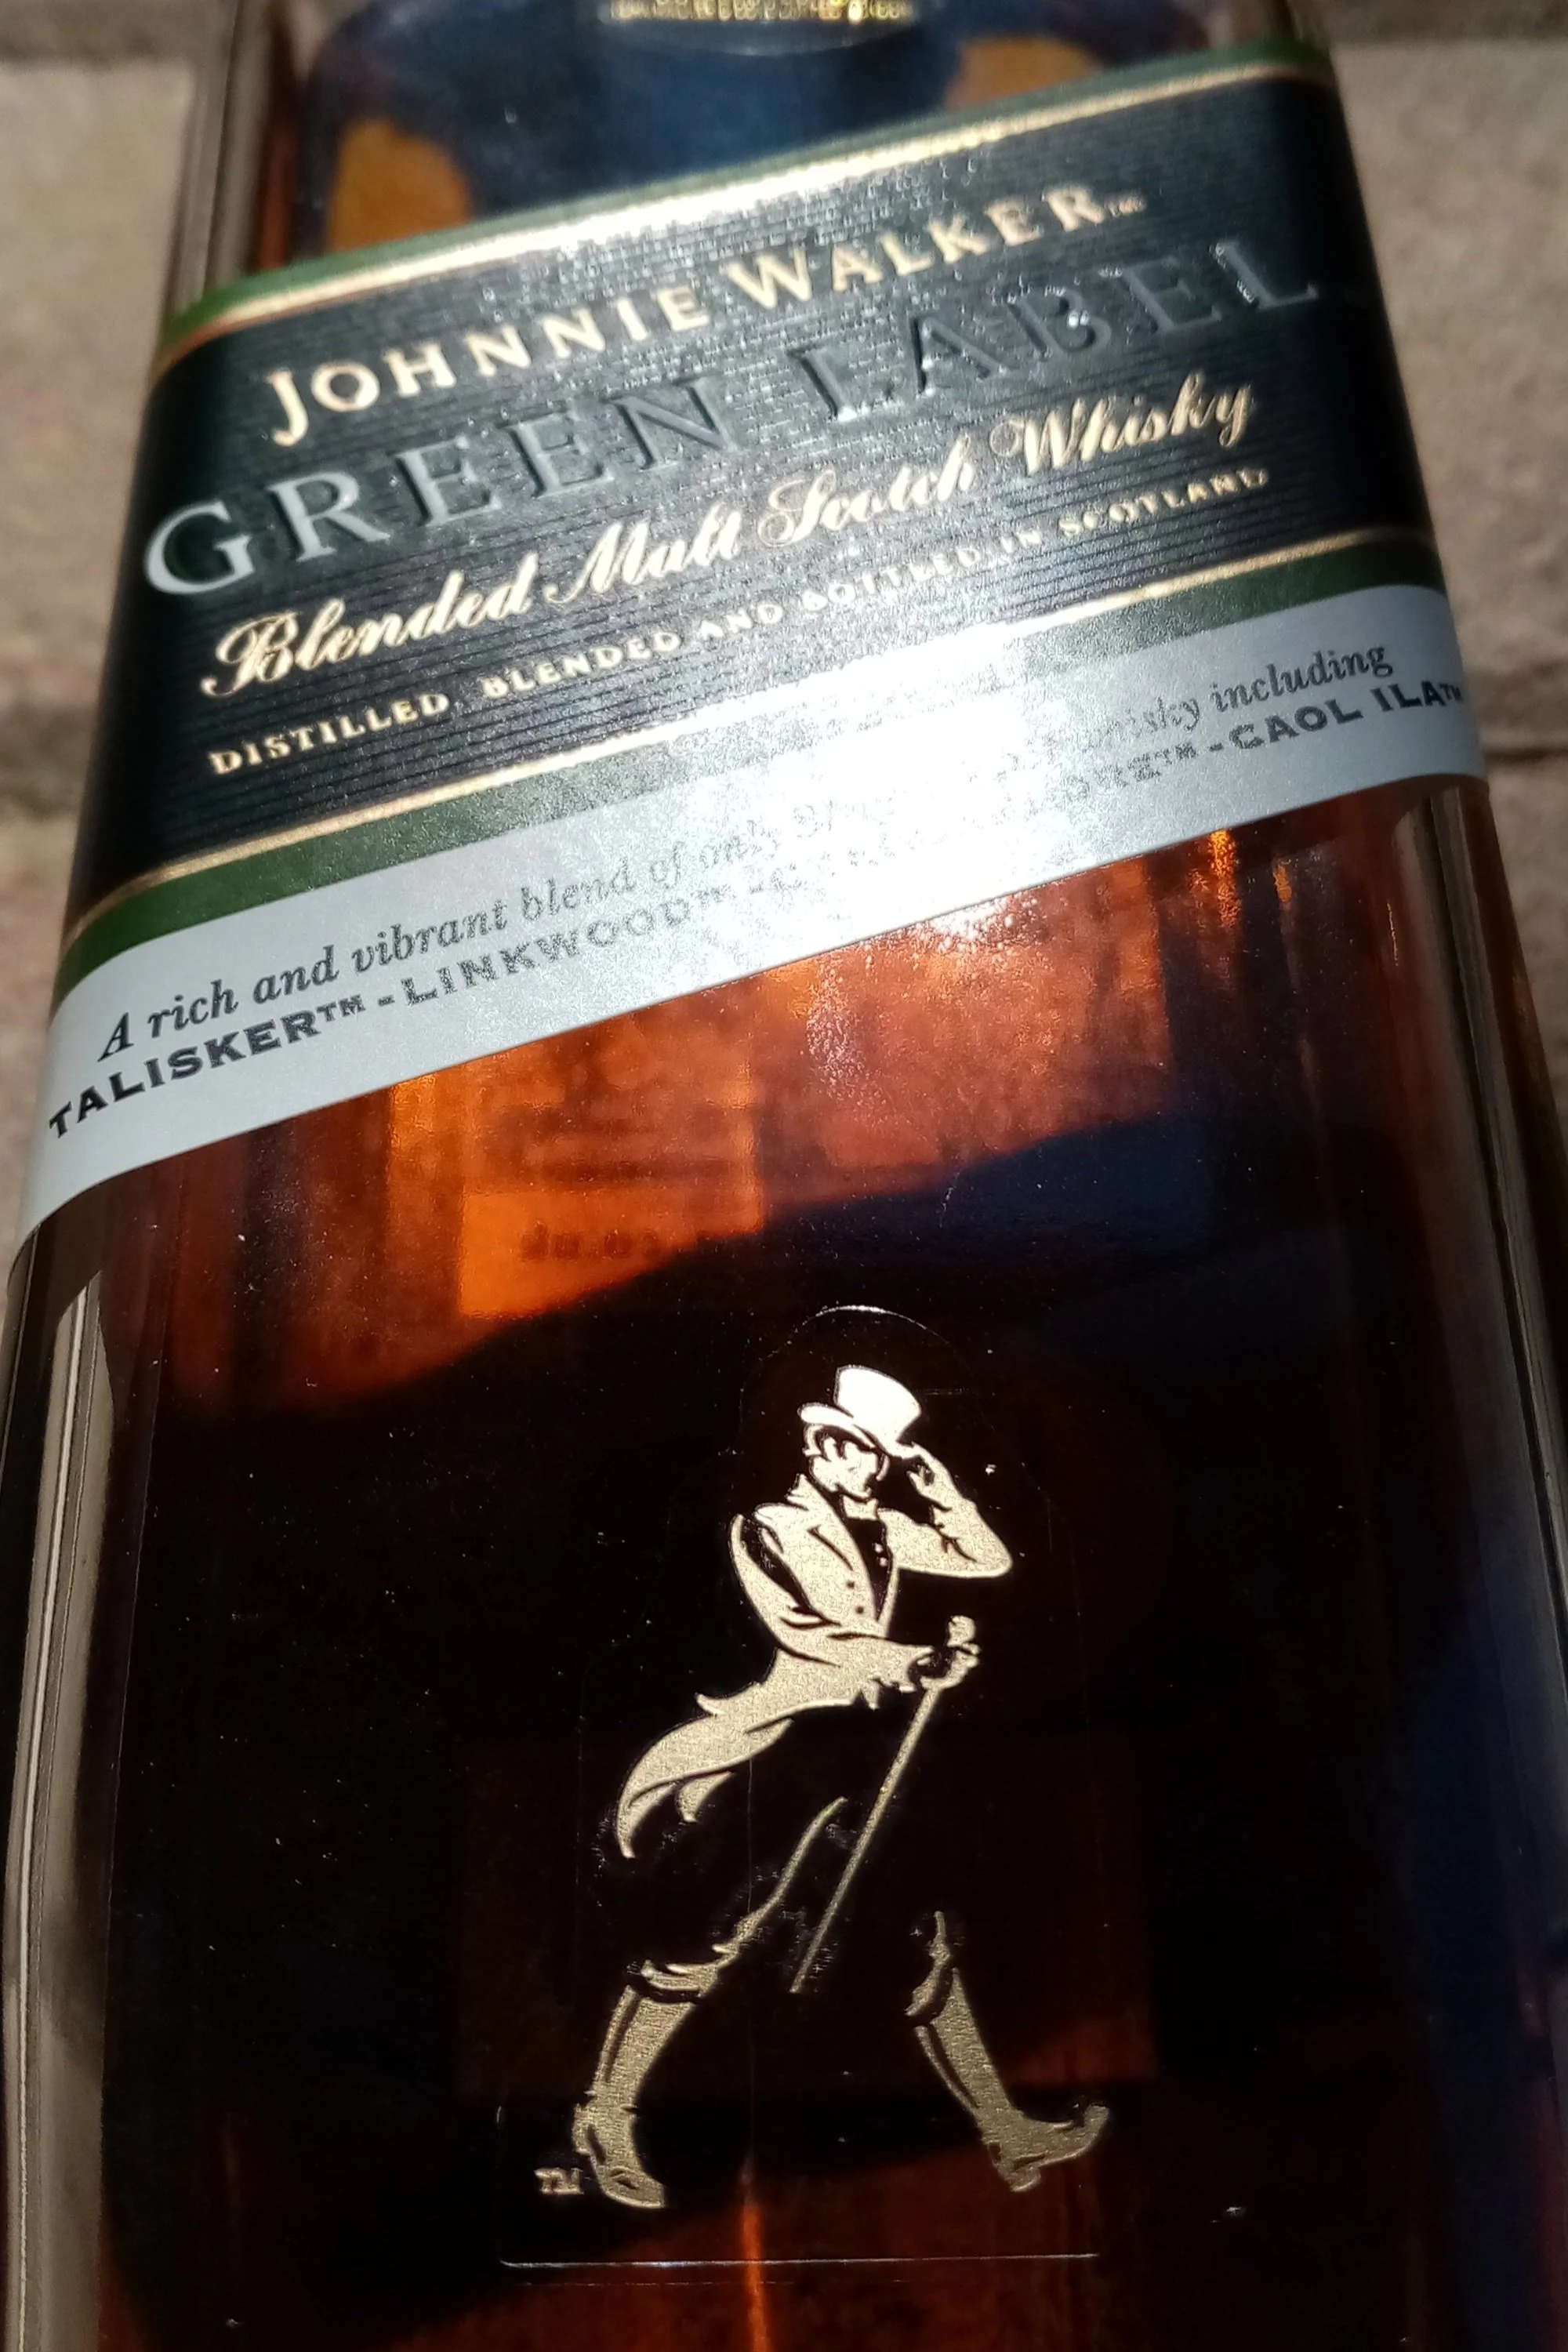 JOHNNIE WALKER™
GREEN LABEL
Blended Malt Scotch Whisky
DISTILLED, BLENDED AND BOTTLED IN SCOTLAND
A rich and vibrant blend of only whisky including
TALISKER™ - LINKWOOD™ - CAOL ILA™
TM